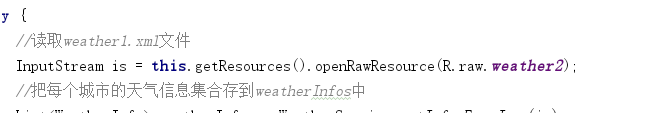 y {
//读取weather1.xml文件
InputStream is = this.getResources().openRawResource(R.raw.weather2);
//把每个城市的天气信息集合存到weatherInfos中